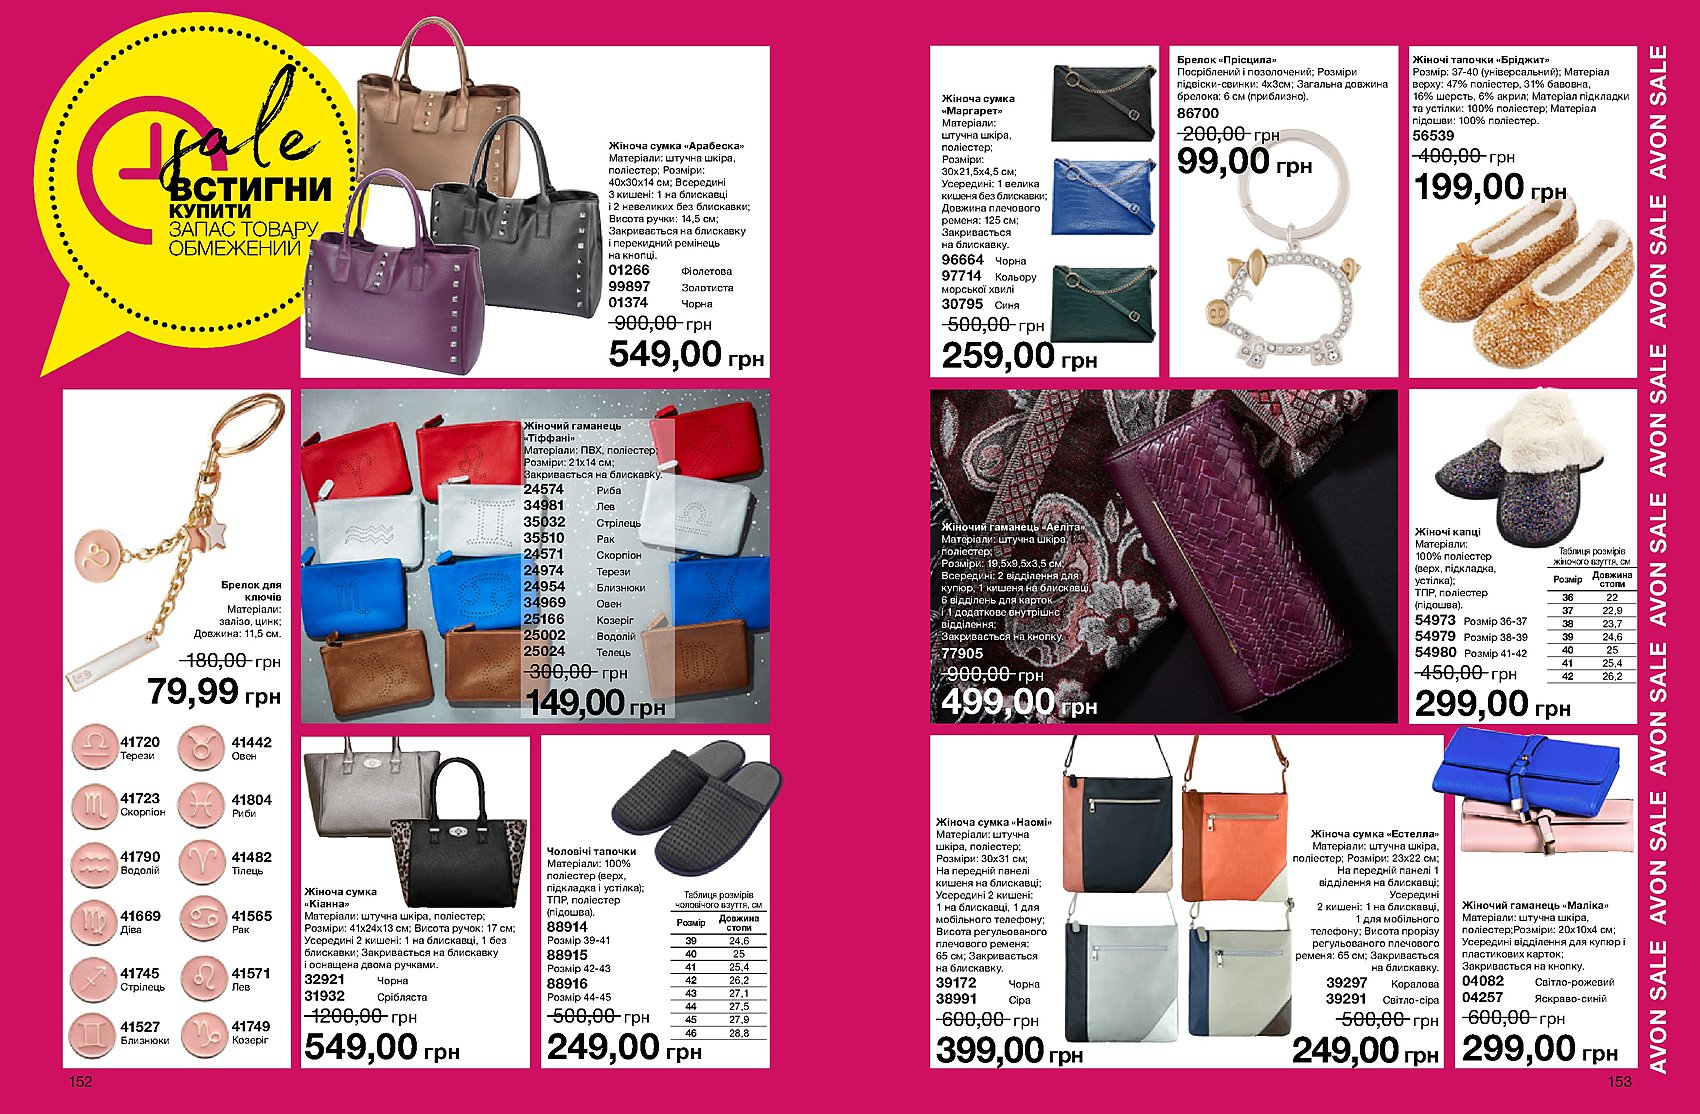 sale
ВСТИГНИ
КУПИТИ
ЗАПАС ТОВАРУ
ОБМЕЖЕНИЙ
Жіноча сумка «Арабеска»
Матеріали: штучна шкіра,
поліестер; Розміри:
40х30х14 см; Всередині
3 кишені: 1 на блискавці
і 2 невеликих без блискавки;
Висота ручки: 14,5 см;
Закривається на блискавку
і перекидний ремінець
на кнопці.
01266 Фіолетова
99897 Золотиста
01374 Чорна
900,00 грн
549,00 грн
Брелок для
ключів
Матеріали:
залізо, цинк;
Довжина: 11,5 см.
180,00 грн
79,99 грн
41720 Терези
41442 Овен
41723 Скорпіон
41804 Риби
41790 Водолій
41482 Тілець
41669 Діва
41565 Рак
41745 Стрілець
41571 Лев
41527 Близнюки
41749 Козеріг
Жіночий гаманець
«Тіффані»
Матеріали: ПВХ, поліестер;
Розміри: 21х14 см;
Закривається на блискавку.
24574 Риба
34981 Лев
35032 Стрілець
35510 Рак
24571 Скорпіон
24974 Терези
24954 Близнюки
34969 Овен
25166 Козеріг
25002 Водолій
25024 Телець
300,00 грн
149,00 грн
Жіноча сумка
«Кіанна»
Матеріали: штучна шкіра, поліестер;
Розміри: 41х24х13 см; Висота ручок: 17 см;
Усередині 2 кишені: 1 на блискавці, 1 без
блискавки; Закривається на блискавку
і оснащена двома ручками.
32921 Чорна
31932 Срібляста
1200,00 грн
549,00 грн
Чоловічі тапочки
Матеріали: 100%
поліестер (верх,
підкладка і устілка);
ТПР, поліестер
(підошва).
88914
Розмір 39-41
88915
Розмір 42-43
88916
Розмір 44-45
500,00 грн
249,00 грн
Таблиця розмірів
чоловічого взуття, см
Розмір Довжина стопи
39 24,6
40 25
41 25,4
42 26,2
43 27,1
44 27,5
45 27,9
46 28,8
152
Жіноча сумка
«Маргарет»
Матеріали:
штучна шкіра,
поліестер;
Розміри:
30х21,5х4,5 см;
Усередині: 1 велика
кишеня без блискавки;
Довжина плечового
ременя: 125 см;
Закривається
на блискавку.
96664 Чорна
97714 Кольору
морської хвилі
30795 Синя
500,00 грн
259,00 грн
Брелок «Прісцила»
Посріблений і позолочений; Розміри
підвіски-свинки: 4х3см; Загальна довжина
брелока: 6 см (приблизно).
86700
200,00 грн
99,00 грн
Жіночі тапочки «Бріджит»
Розмір: 37-40 (універсальний); Матеріал
верху: 47% поліестер, 31% бавовна,
16% шерсть, 6% акрил; Матеріал підкладки
та устілки: 100% поліестер; Матеріал
підошви: 100% поліестер.
56539
400,00 грн
199,00 грн
Жіночий гаманець «Аеліта»
Матеріали: штучна шкіра,
поліестер;
Розміри: 19,5х9,5х3,5 см;
Всередині: 2 відділення для
купюр, 1 кишеня на блискавці,
6 відділень для карток
і 1 додаткове внутрішнє
відділення;
Закривається на кнопку.
77905
900,00 грн
499,00 грн
Жіночі капці
Матеріали:
100% поліестер
(верх, підкладка,
устілка);
ТПР, поліестер
(підошва).
54973 Розмір 36-37
54979 Розмір 38-39
54980 Розмір 41-42
450,00 грн
299,00 грн
Таблиця розмірів
жіночого взуття, см
Розмір Довжина стопи
36 22
37 22,9
38 23,7
39 24,6
40 25
41 25,4
42 26,2
Жіноча сумка «Наомі»
Матеріали: штучна
шкіра, поліестер;
Розміри: 30х31 см;
На передній панелі
кишеня на блискавці;
Усередині 2 кишені:
1 на блискавці, 1 для
мобільного телефону;
Висота регульованого
плечового ременя:
65 см; Закривається
на блискавку.
39172 Чорна
38991 Сіра
600,00 грн
399,00 грн
Жіноча сумка «Естелла»
Матеріали: штучна шкіра,
поліестер; Розміри: 23х22 см;
На передній панелі 1
відділення на блискавці;
Усередині
2 кишені: 1 на блискавці,
1 для мобільного
телефону; Висота прорізу
регульованого плечового
ременя: 65 см; Закривається
на блискавку.
39297 Коралова
39291 Світло-сіра
500,00 грн
249,00 грн
Жіночий гаманець «Маліка»
Матеріали: штучна шкіра,
поліестер;Розміри: 20х10х4 см;
Усередині відділення для купюр і
пластикових карток;
Закривається на кнопку.
04082 Світло-рожевий
04257 Яскраво-синій
600,00 грн
299,00 грн
AVON SALE AVON SALE AVON SALE AVON SALE AVON SALE AVON SALE AVON SALE
153